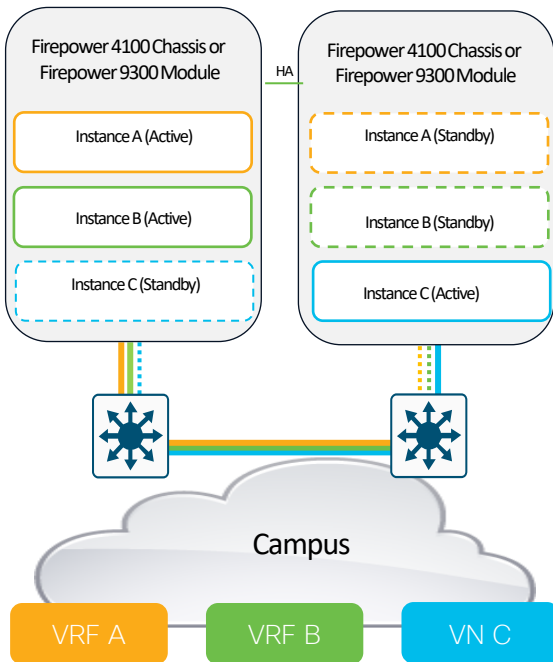 Firepower 4100 Chassis or
Firepower 9300 Module
HA
Firepower 4100 Chassis or
Firepower 9300 Module
Instance A (Active)
Instance A (Standby)
Instance B (Active)
Instance B (Standby)
Instance C (Standby)
Instance C (Active)
Campus
VRF A
VRF B
VN C